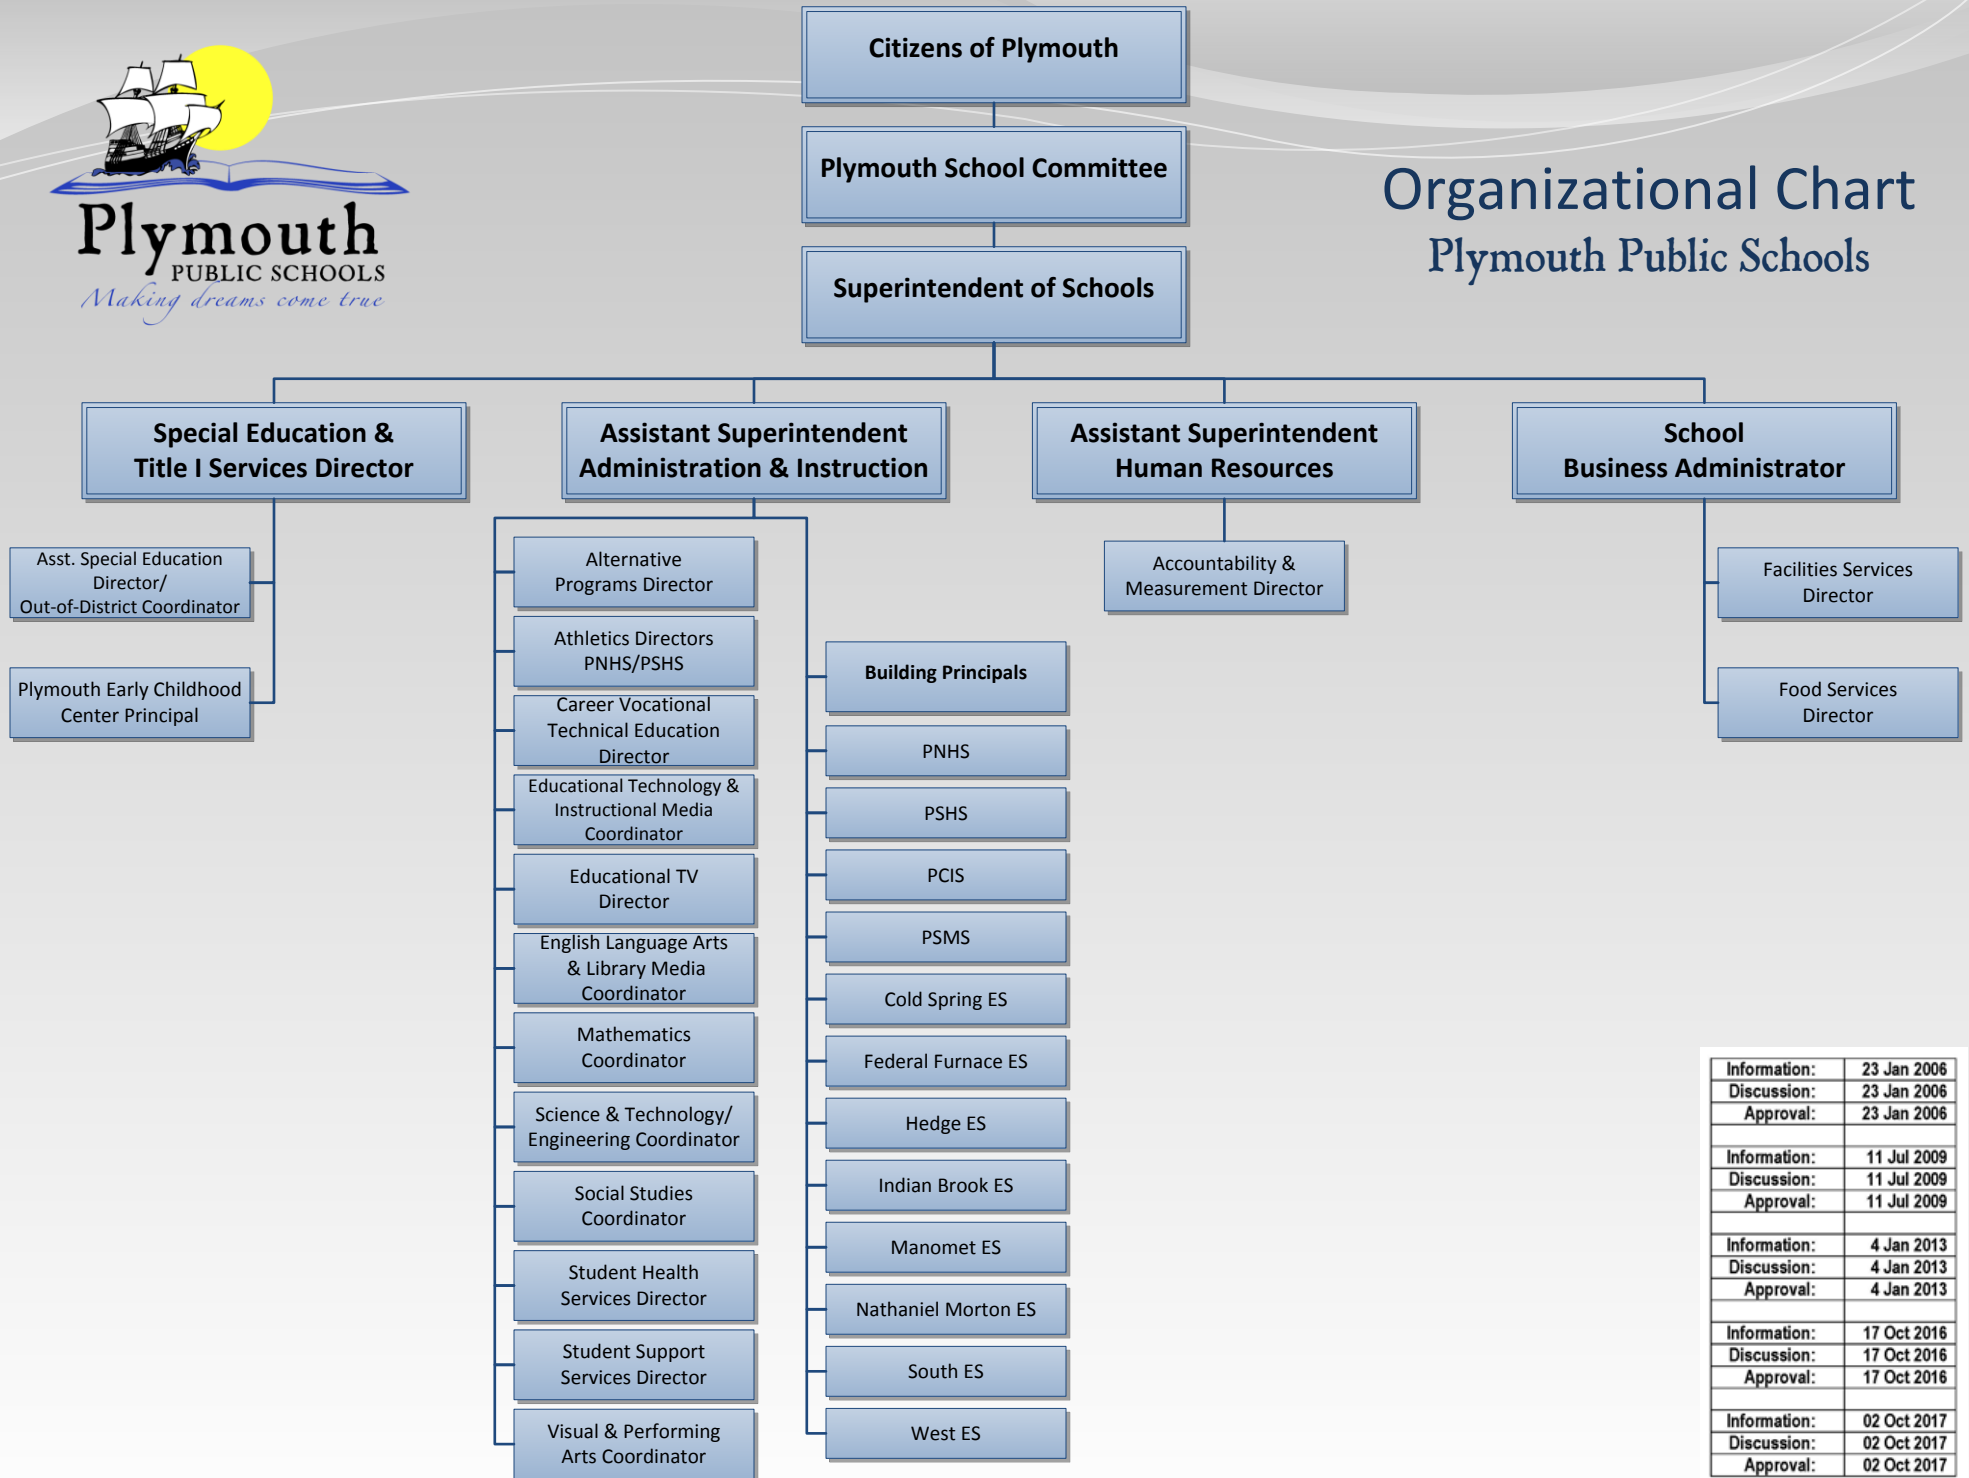 Citizens of Plymouth
Plymouth School Committee
Superintendent of Schools
Plymouth
PUBLIC SCHOOLS
Making dreams come true
Organizational Chart
Plymouth Public Schools
Special Education &
Title I Services Director
Asst. Special Education
Director/
Out-of-District Coordinator
Plymouth Early Childhood
Center Principal
Assistant Superintendent
Administration & Instruction
Alternative
Programs Director
Athletics Directors
PNHS/PSHS
Career Vocational
Technical Education
Director
Educational Technology &
Instructional Media
Coordinator
Educational TV
Director
English Language Arts
& Library Media
Coordinator
Mathematics
Coordinator
Science & Technology/
Engineering Coordinator
Social Studies
Coordinator
Student Health
Services Director
Student Support
Services Director
Visual & Performing
Arts Coordinator
Building Principals
PNHS
PSHS
PCIS
PSMS
Cold Spring ES
Federal Furnace ES
Hedge ES
Indian Brook ES
Manomet ES
Nathaniel Morton ES
South ES
West ES
Assistant Superintendent
Human Resources
Accountability &
Measurement Director
School
Business Administrator
Facilities Services
Director
Food Services
Director
Information: 23 Jan 2006
Discussion: 23 Jan 2006
Approval: 23 Jan 2006
Information: 11 Jul 2009
Discussion: 11 Jul 2009
Approval: 11 Jul 2009
Information: 4 Jan 2013
Discussion: 4 Jan 2013
Approval: 4 Jan 2013
Information: 17 Oct 2016
Discussion: 17 Oct 2016
Approval: 17 Oct 2016
Information: 02 Oct 2017
Discussion: 02 Oct 2017
Approval: 02 Oct 2017